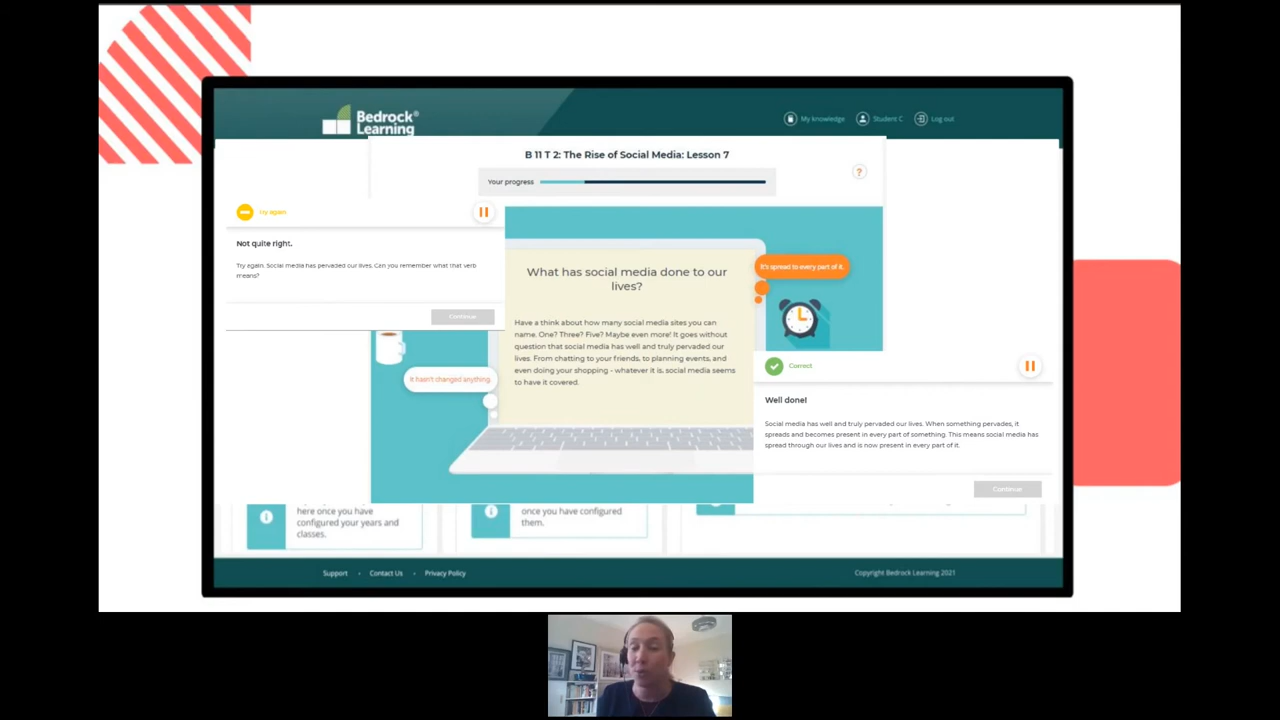 Bedrock
Learning
My knowledge
Student C
Log out
B 11 T 2: The Rise of Social Media: Lesson 7
Your progress
?
Try again
Not quite right.
Try again. Social media has pervaded our lives. Can you remember what that verb
means?
Continue
What has social media done to our
lives?
It's spread to every part of it.
Have a think about how many social media sites you can
name. One? Three? Five? Maybe even more! It goes without
question that social media has well and truly pervaded our
lives. From chatting to your friends, to planning events, and
even doing your shopping - whatever it is, social media seems
to have it covered.
It hasn't changed anything.
Correct
Well done!
Social media has well and truly pervaded our lives. When something pervades, it
spreads and becomes present in every part of something. This means social media has
spread through our lives and is now present in every part of it.
Continue
here once you have
configured your years and
classes.
once you have configured
them.
Support • Contact Us • Privacy Policy
Copyright Bedrock Learning 2021